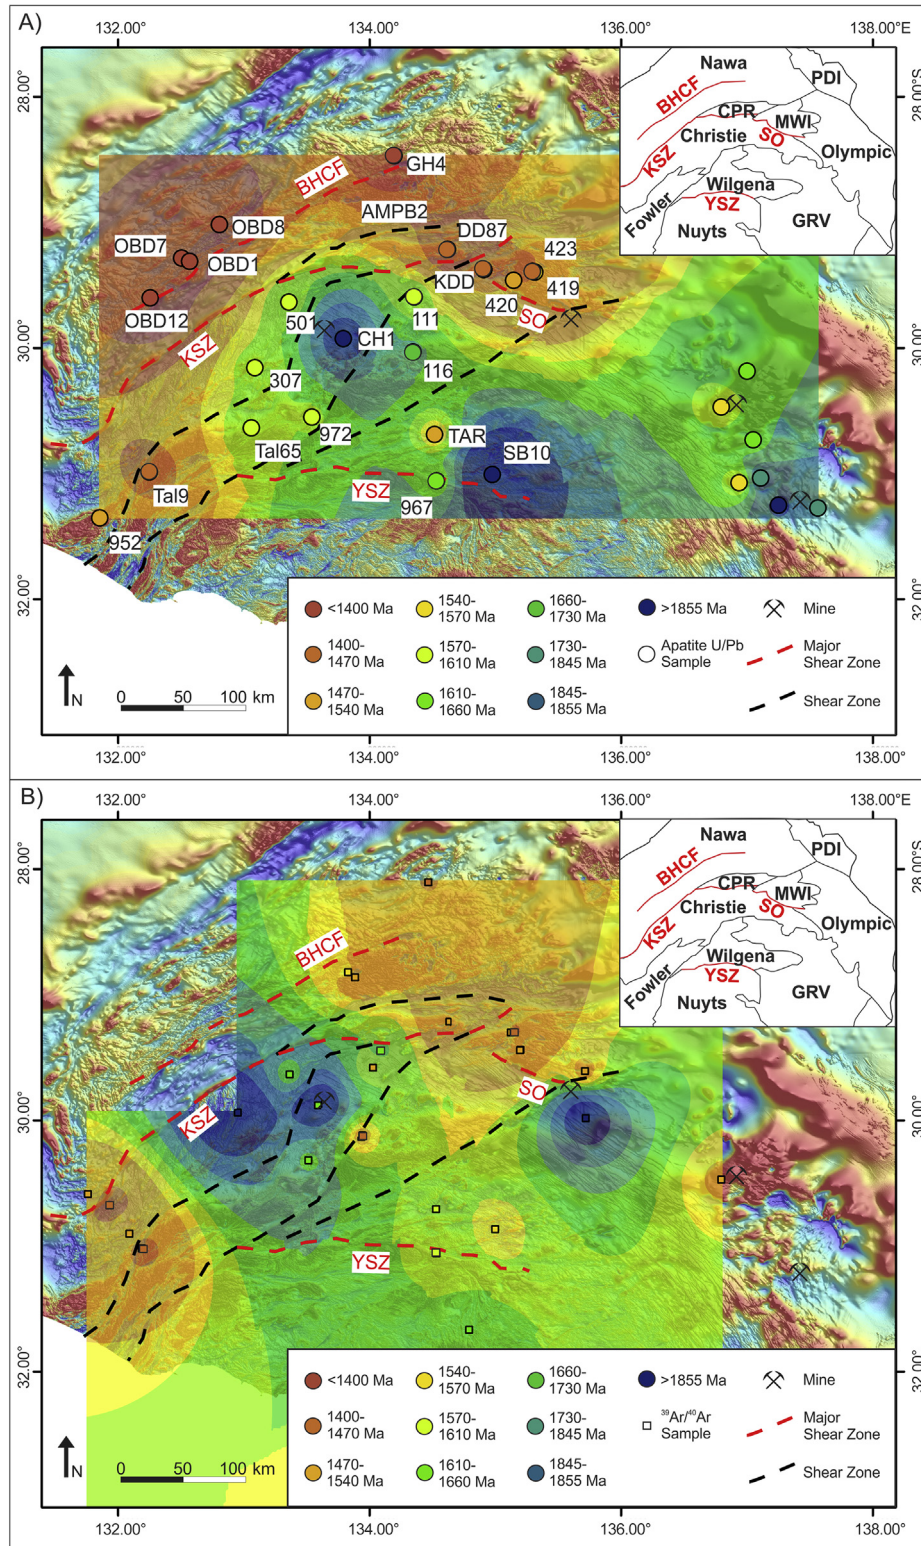 A)
132.00°
134.00°
136.00°
138.00°E
28.00°
28.00°S
Nawa
PDI
BHCF
CPR
MWI
Christie
SO
KSZ
Olympic
Fowler
Wilgena
YSZ
Nuyts
GRV
GH4
BHCF
AMPB2
OBD8
DD87
OBD7
423
OBD1
KDD
419
420
OBD12
501
111
SO
CH1
KSZ
30.00°
30.00°
116
307
972
TAR
Tal65
SB10
YSZ
Tal9
967
952
32.00°
32.00°
<1400 Ma
1400-
1470 Ma
1470-
1540 Ma
1540-
1570 Ma
1570-
1610 Ma
1610-
1660 Ma
1660-
1730 Ma
1730-
1845 Ma
1845-
1855 Ma
>1855 Ma
Apatite U/Pb
Sample
Mine
Major
Shear Zone
Shear Zone
N
0 50 100 km
132.00°
134.00°
136.00°
138.00°
B)
132.00°
134.00°
136.00°
138.00°E
28.00°
28.00°S
Nawa
PDI
BHCF
CPR
MWI
Christie
SO
KSZ
Olympic
Fowler
Wilgena
YSZ
Nuyts
GRV
BHCF
SO
KSZ
30.00°
30.00°
YSZ
32.00°
32.00°
<1400 Ma
1400-
1470 Ma
1470-
1540 Ma
1540-
1570 Ma
1570-
1610 Ma
1610-
1660 Ma
1660-
1730 Ma
1730-
1845 Ma
1845-
1855 Ma
>1855 Ma
³⁹Ar/⁴⁰Ar
Sample
Mine
Major
Shear Zone
Shear Zone
N
0 50 100 km
132.00°
134.00°
136.00°
138.00°